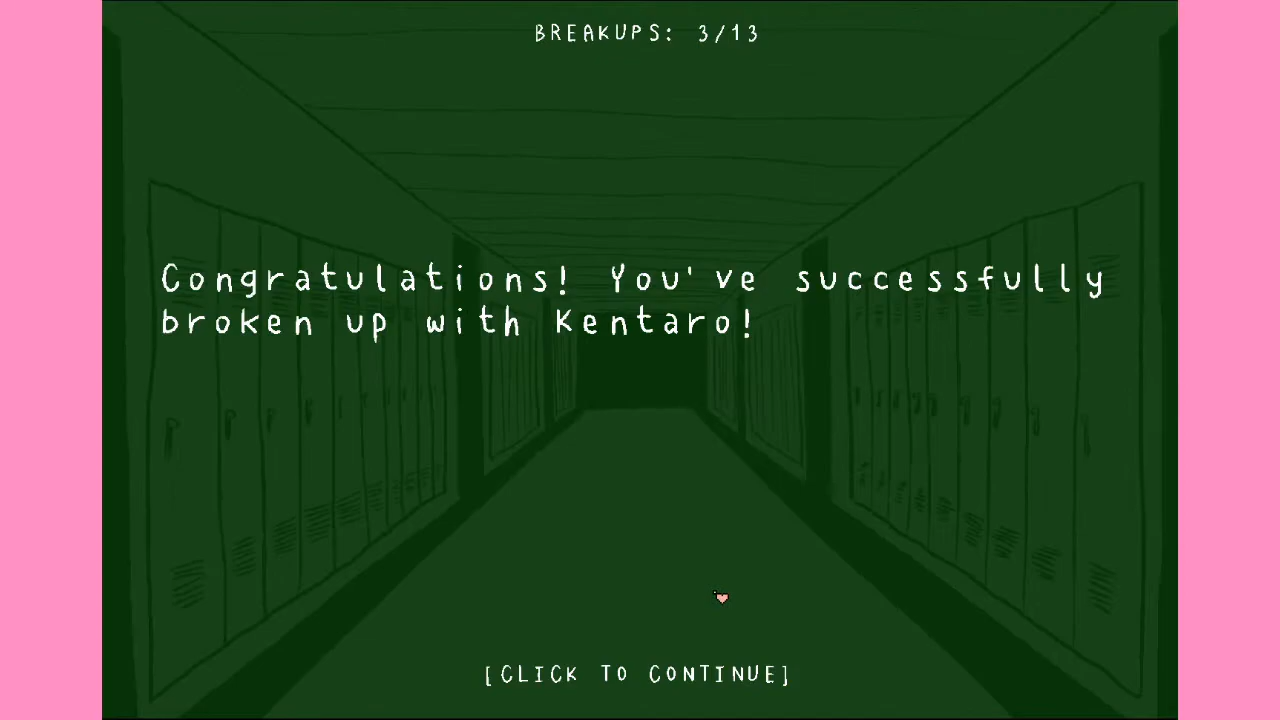 BREAKUPS: 3/13
Congratulations! You've successfully
broken up with Kentaro!
[CLICK TO CONTINUE]